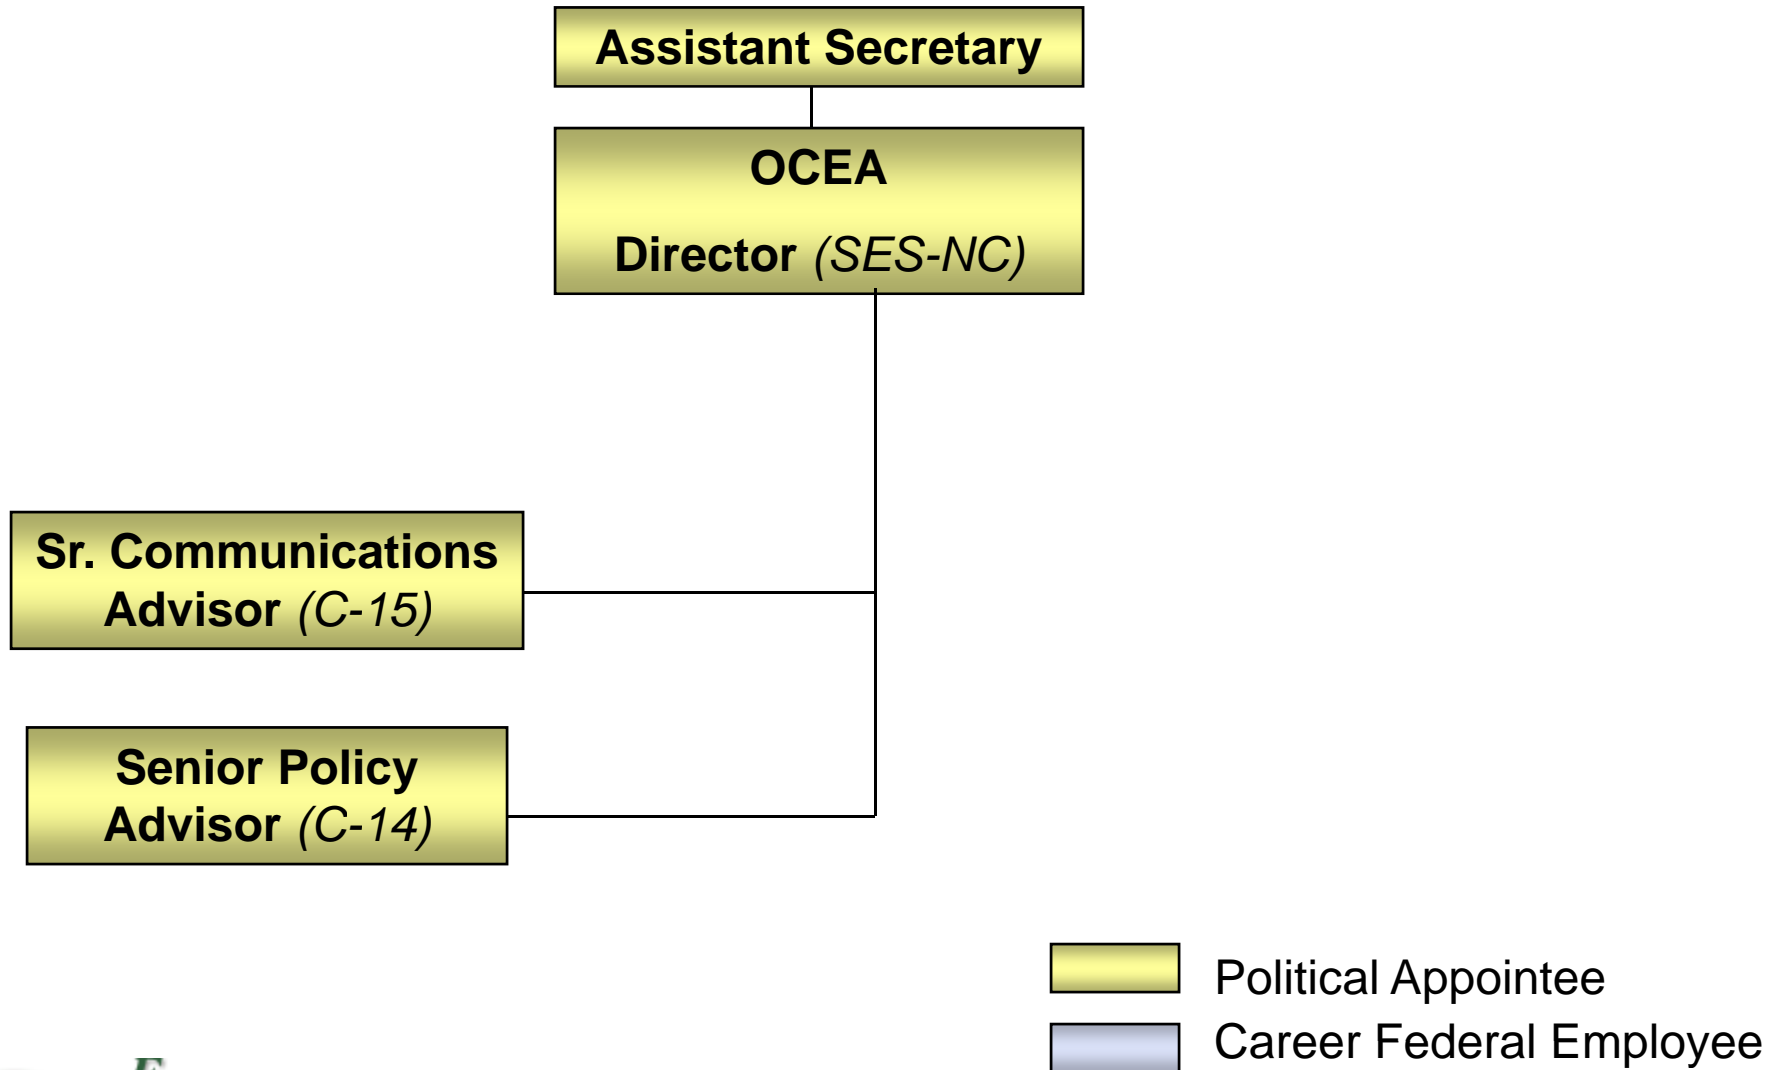 Assistant Secretary
OCEA
Director (SES-NC)
Sr. Communications
Advisor (C-15)
Senior Policy
Advisor (C-14)
Political Appointee
Career Federal Employee